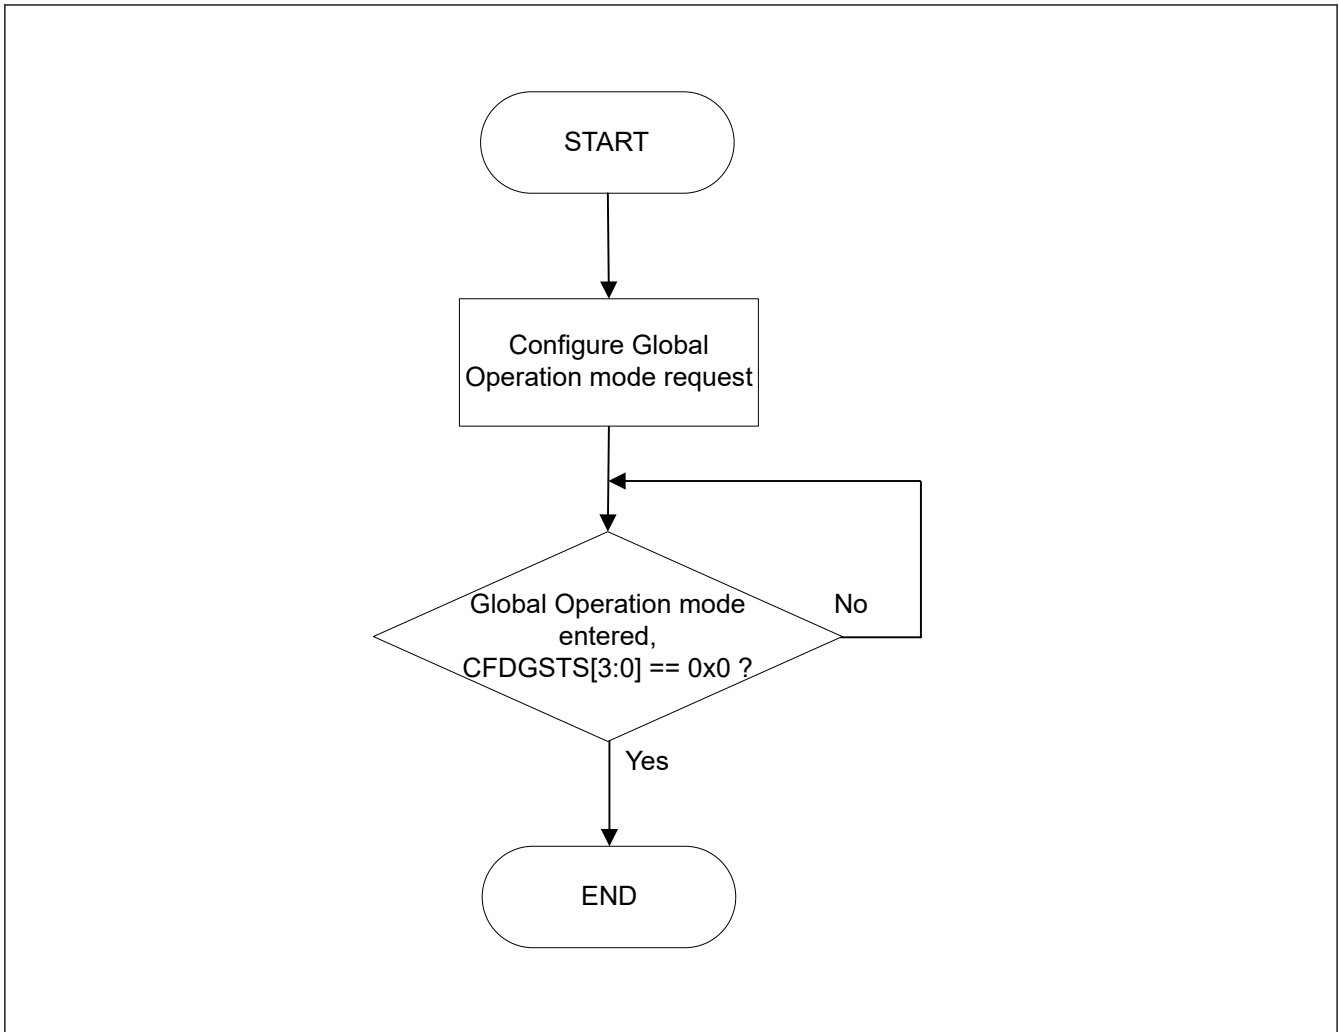 START
Configure Global
Operation mode request
Global Operation mode
entered,
CFDGSTS[3:0] == 0x0 ?
No
Yes
END